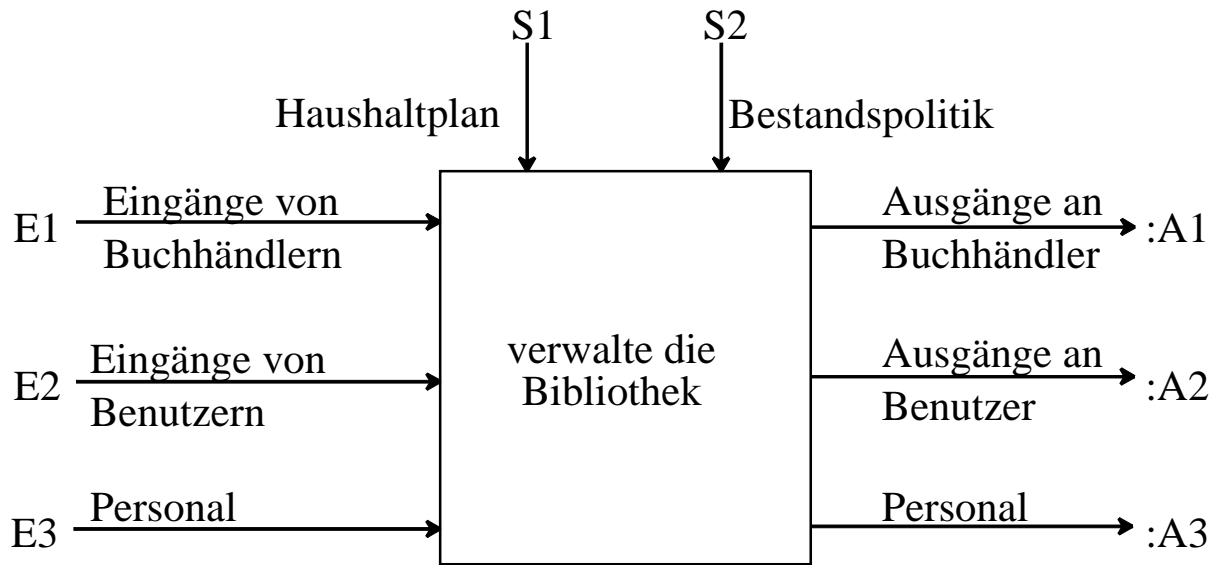 S1 S2
Haushaltplan Bestandspolitik
E1 Eingänge von
Buchhändlern
Ausgänge an
Buchhändler :A1
E2 Eingänge von
Benutzern
verwalte die
Bibliothek
Ausgänge an
Benutzer :A2
E3 Personal
Personal :A3